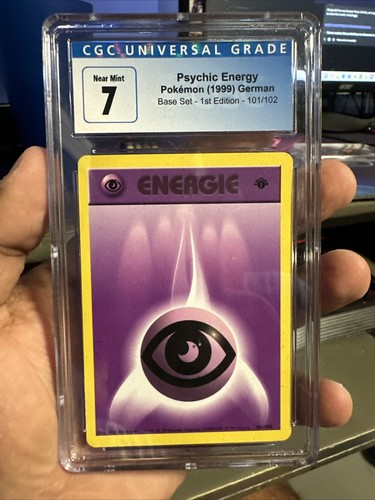 CGC UNIVERSAL GRADE
Near Mint
7
Psychic Energy
Pokémon (1999) German
Base Set - 1st Edition - 101/102
ENERGIE